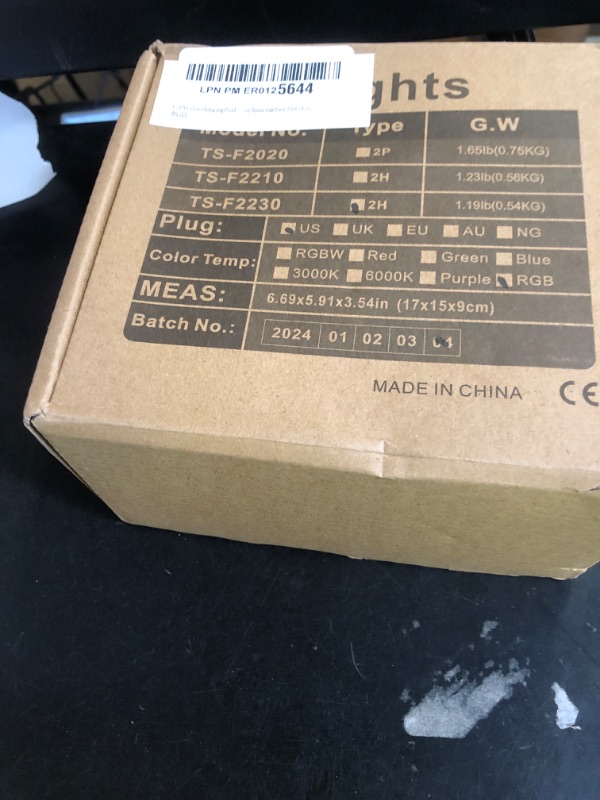 LPN PM ER0125644
ghts
Model No. Type G.W
TS-F2020 2P 1.65lb(0.75KG)
TS-F2210 2H 1.23lb(0.56KG)
TS-F2230 2H 1.19lb(0.54KG)
Plug: US UK EU AU NG
Color Temp: RGBW Red Green Blue
3000K 6000K Purple RGB
MEAS: 6.69x5.91x3.54in (17x15x9cm)
Batch No.: 2024 01 02 03 04
MADE IN CHINA CE